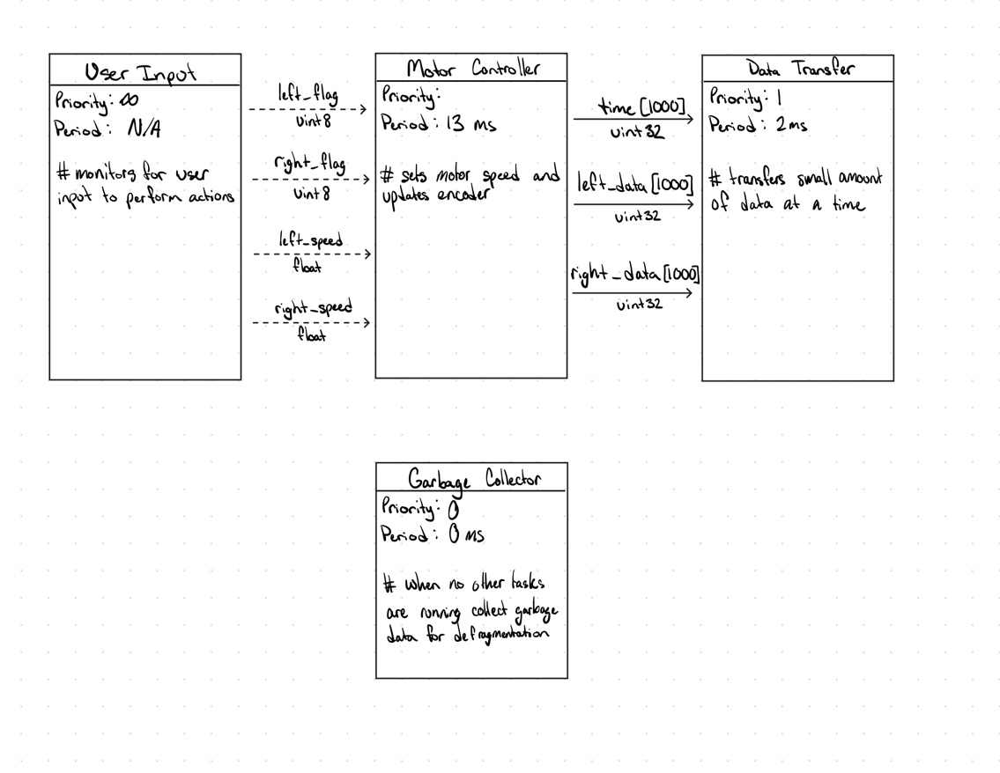 User Input
Priority: ∞
Period: N/A
# monitors for user
input to perform actions
left_flag
uint8
right_flag
uint8
left_speed
float
right_speed
float
Motor Controller
Priority:
Period: 13 ms
# sets motor speed and
updates encoder
time [1000]
uint32
left_data [1000]
uint32
right_data [1000]
uint32
Data Transfer
Priority: 1
Period: 2ms
# transfers small amount
of data at a time
Garbage Collector
Priority: 0
Period: 0 ms
# when no other tasks
are running collect garbage
data for defragmentation